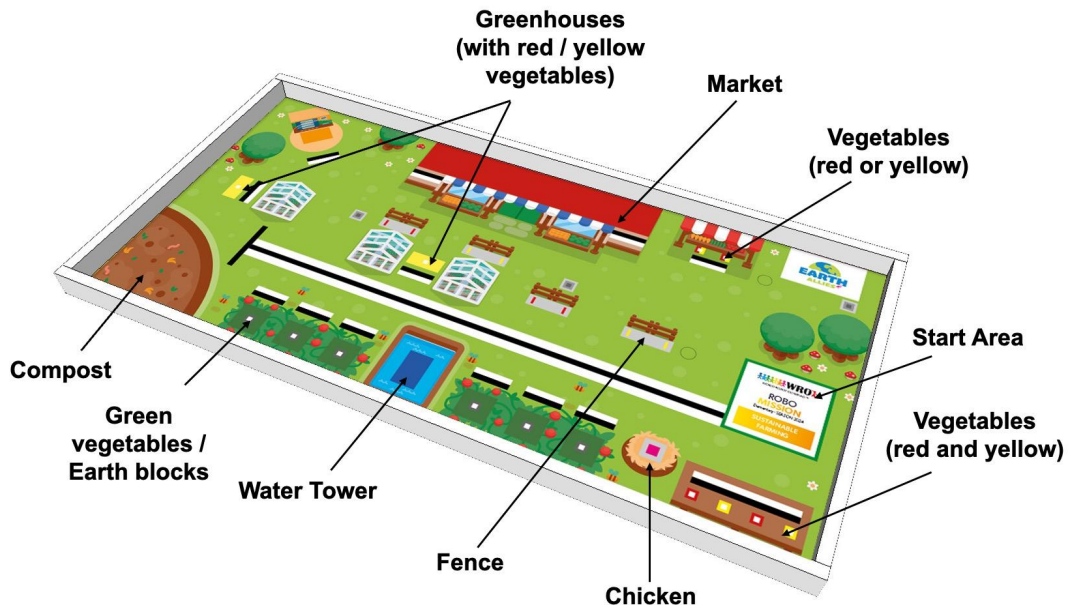 Greenhouses
(with red / yellow
vegetables)
Market
Vegetables
(red or yellow)
EARTH
ALLIES
Start Area
WRO
ROBO
MISSION
SUSTAINABLE
FARMING
Compost
Green
vegetables /
Earth blocks
Water Tower
Vegetables
(red and yellow)
Fence
Chicken